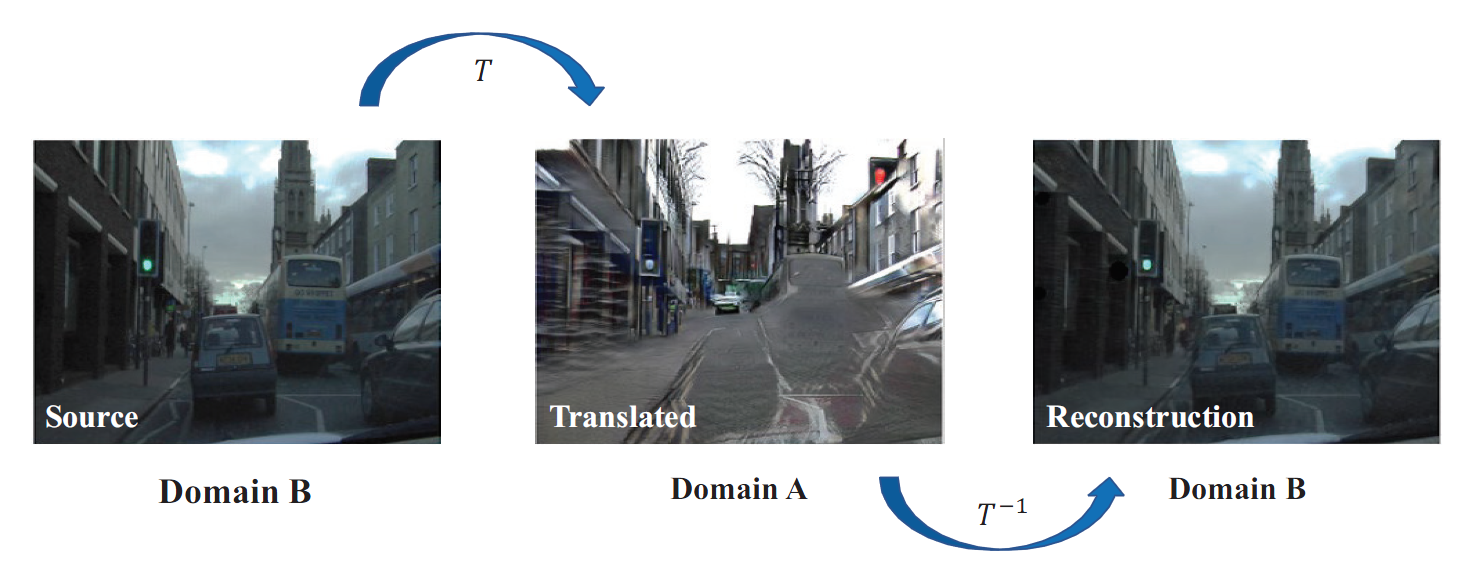 T
Source
Translated
Reconstruction
Domain B
Domain A
Domain B
T⁻¹